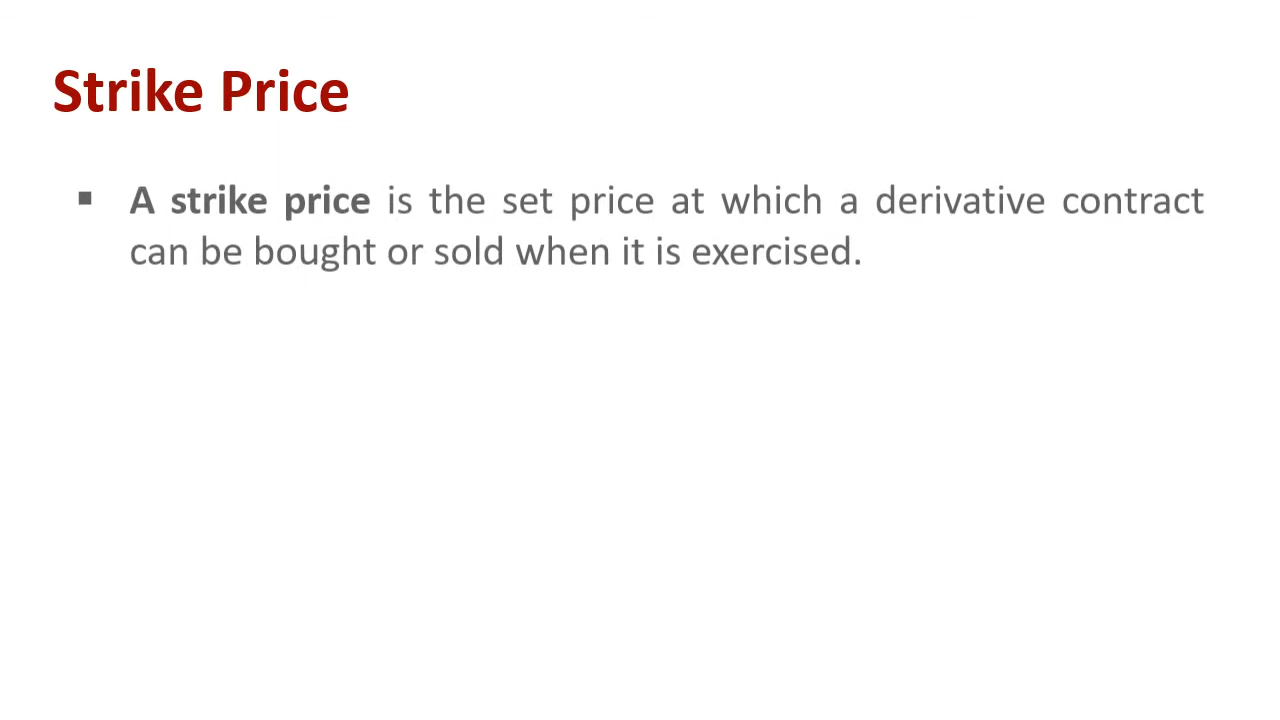 Strike Price
▪ A strike price is the set price at which a derivative contract
can be bought or sold when it is exercised.